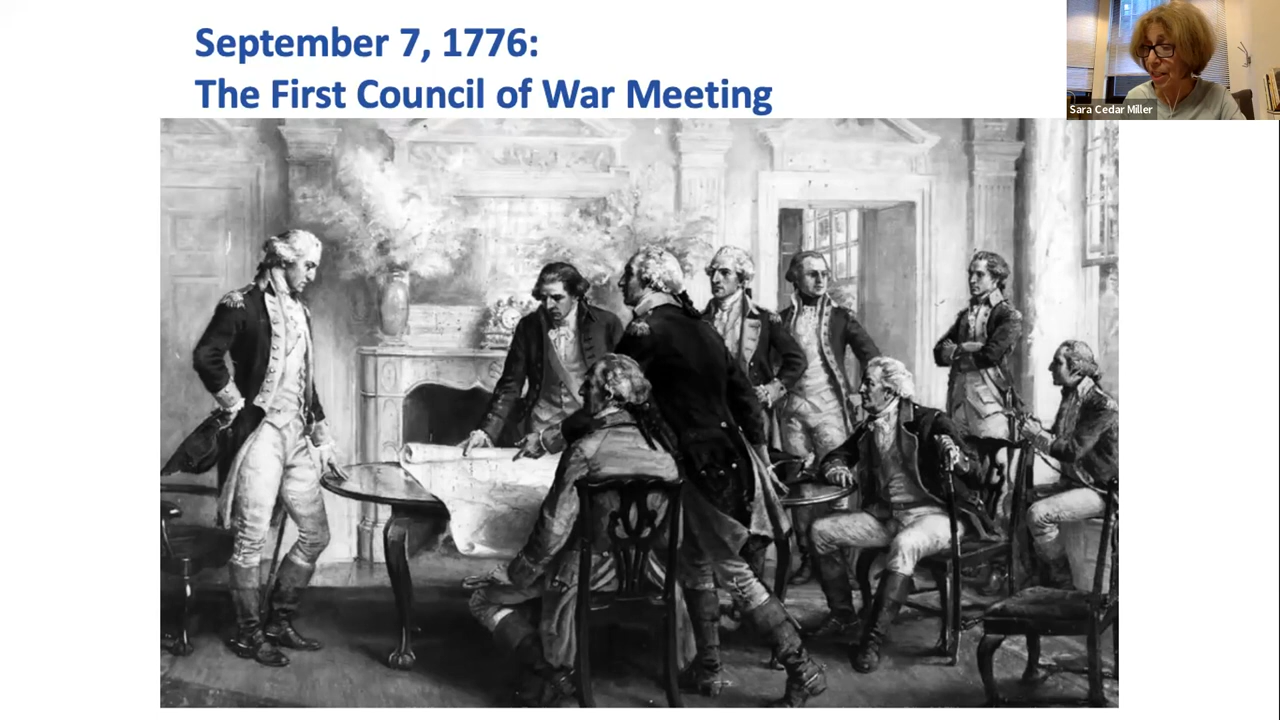 September 7, 1776:
The First Council of War Meeting
Sara Cedar Miller